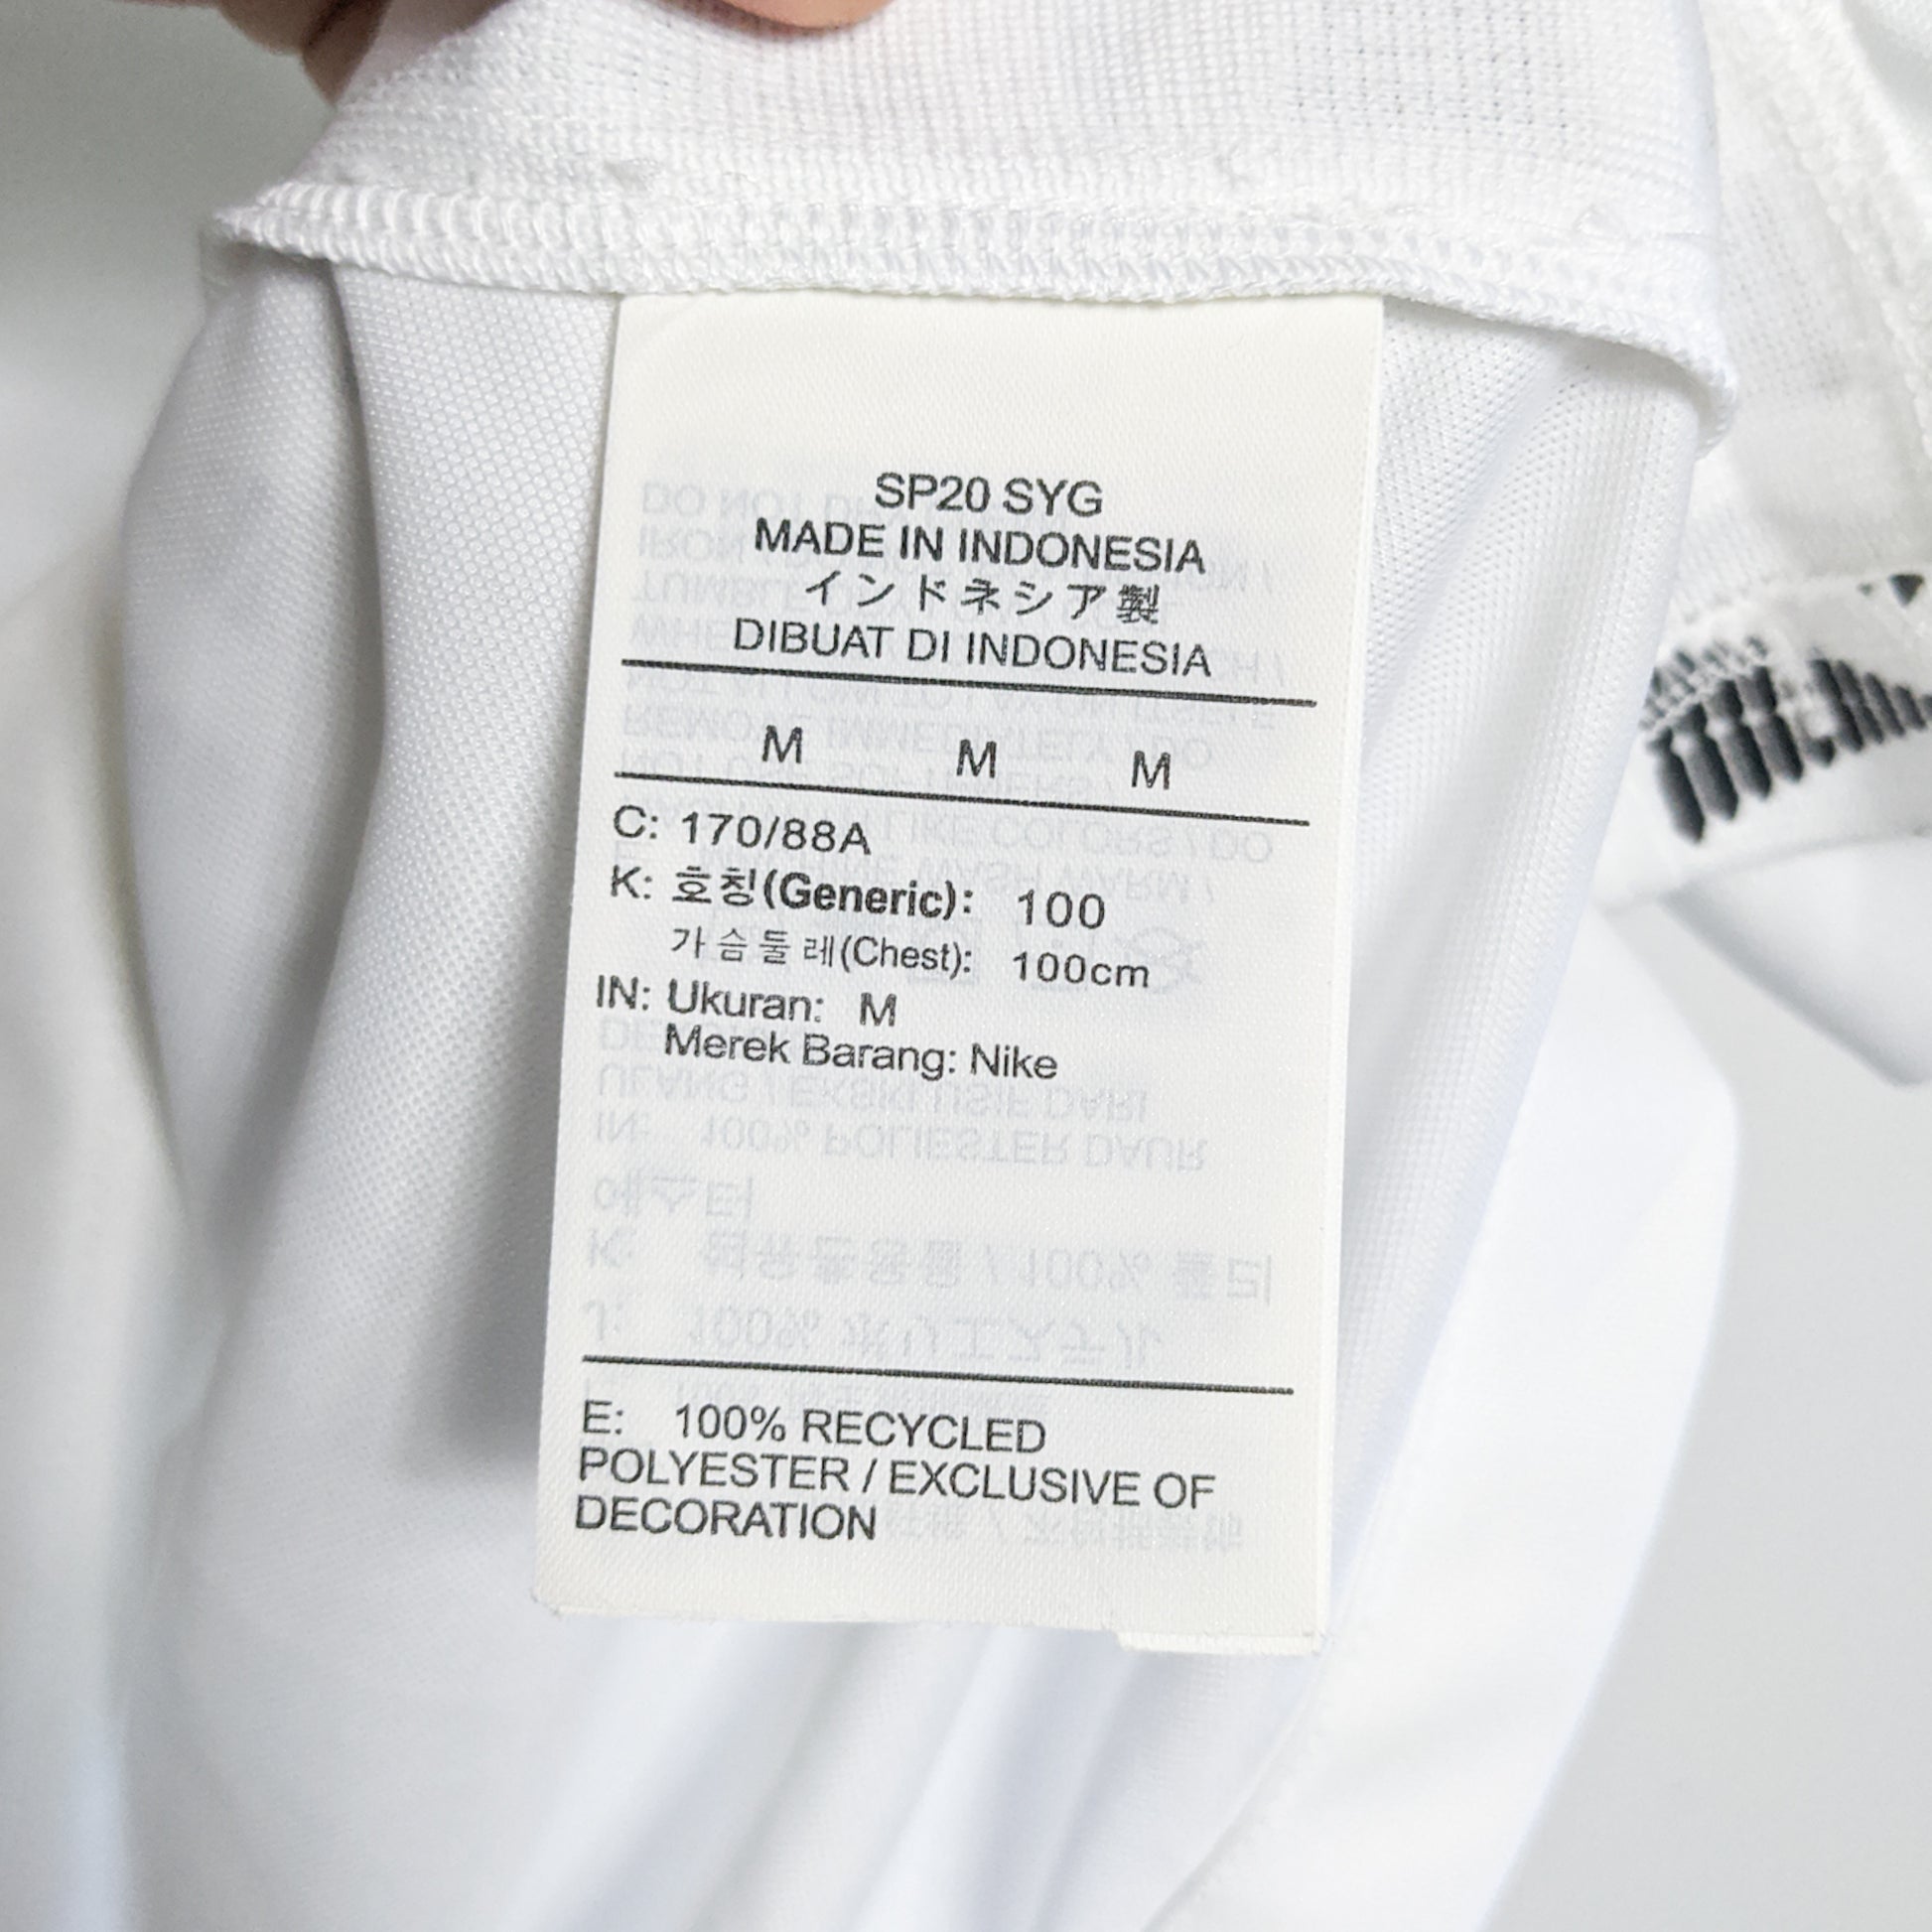 SP20 SYG
MADE IN INDONESIA
インドネシア製
DIBUAT DI INDONESIA
M M M
C: 170/88A
K: 호칭(Generic): 100
가슴둘레(Chest): 100cm
IN: Ukuran: M
Merek Barang: Nike
E: 100% RECYCLED
POLYESTER / EXCLUSIVE OF
DECORATION